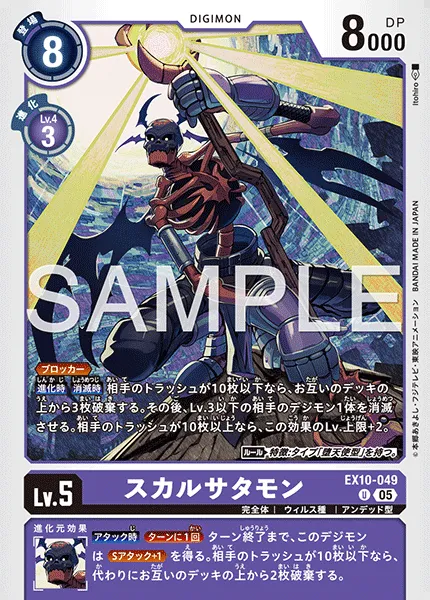 登場
8
DIGIMON
8000
DP
進化
Lv.4
3
Itohiro
SAMPLE
© 本郷あきよし・フジテレビ・東映アニメーション BANDAI MADE IN JAPAN
ブロッカー
進化時 消滅時 相手のトラッシュが10枚以下なら、お互いのデッキの
上から3枚破棄する。その後、Lv.3以下の相手のデジモン1体を消滅
させる。相手のトラッシュが10枚以上なら、この効果のLv.上限+2。
ルール 特徴:タイプ「堕天使型」を持つ。
Lv.5
スカルサタモン
EX10-049
U 05
完全体 ウィルス種 アンデッド型
進化元効果
アタック時 ターンに1回 ターン終了まで、このデジモン
は Sアタック+1 を得る。相手のトラッシュが10枚以下なら、
代わりにお互いのデッキの上から2枚破棄する。